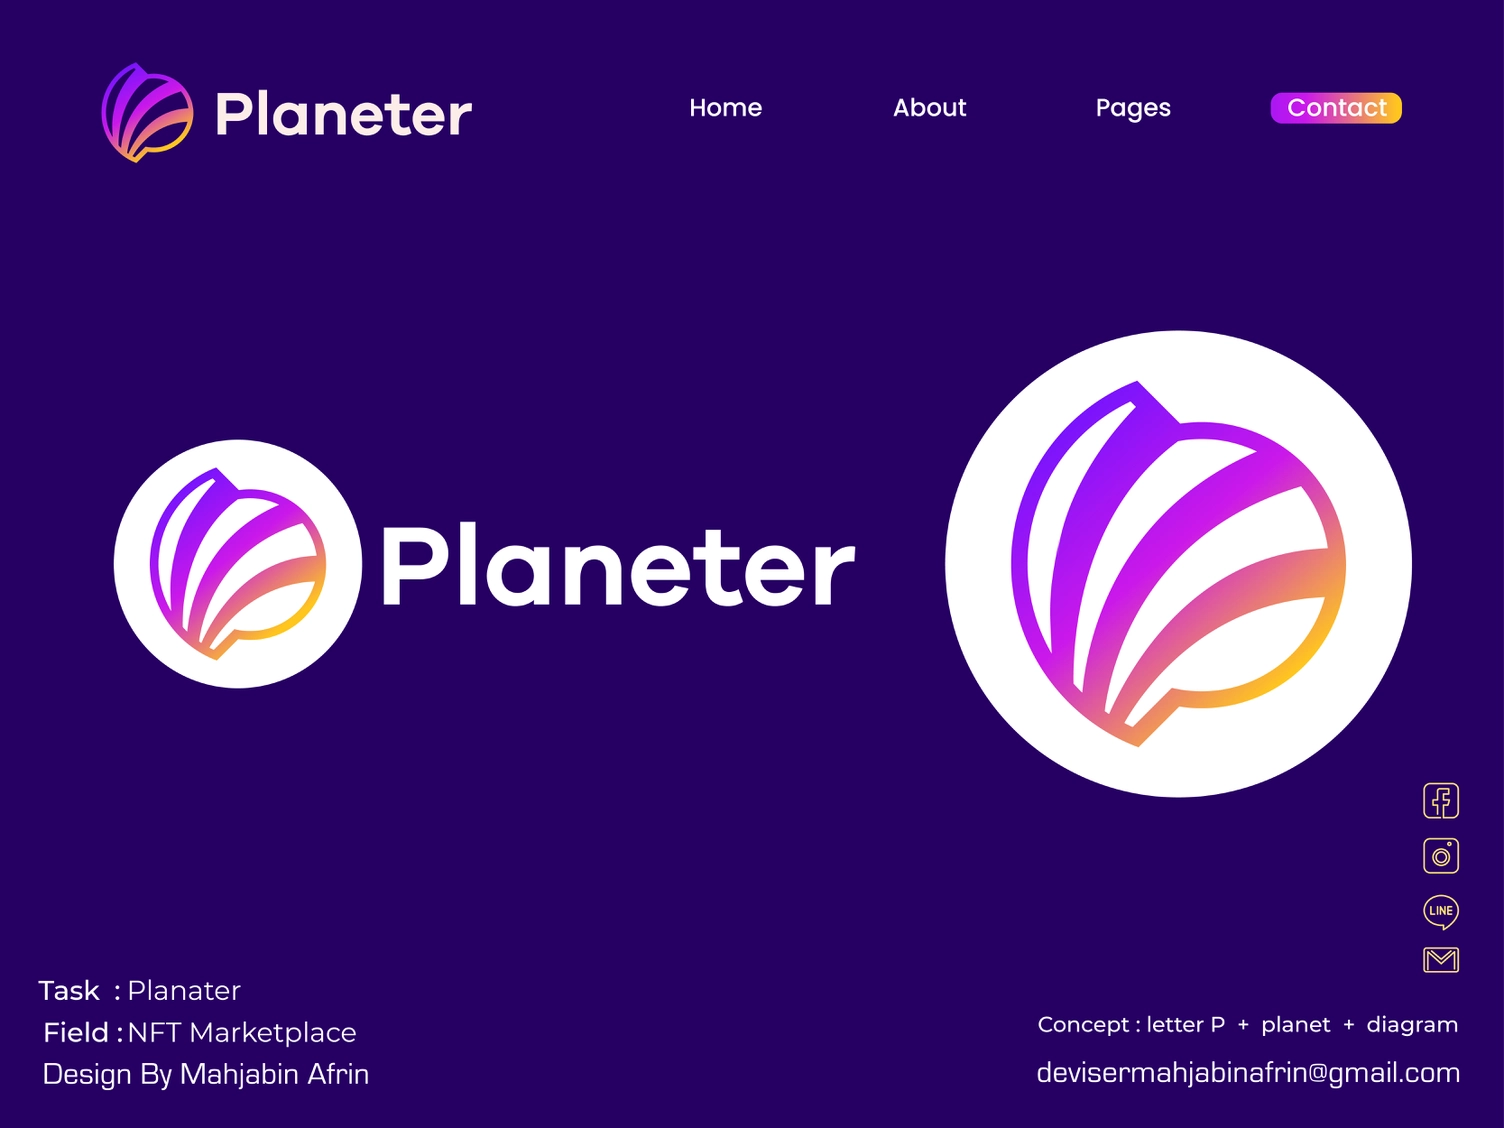 Planeter
Home
About
Pages
Contact
Planeter
LINE
Task : Planater
Field : NFT Marketplace
Design By Mahjabin Afrin
Concept : letter P + planet + diagram
devisermahjabinafrin@gmail.com